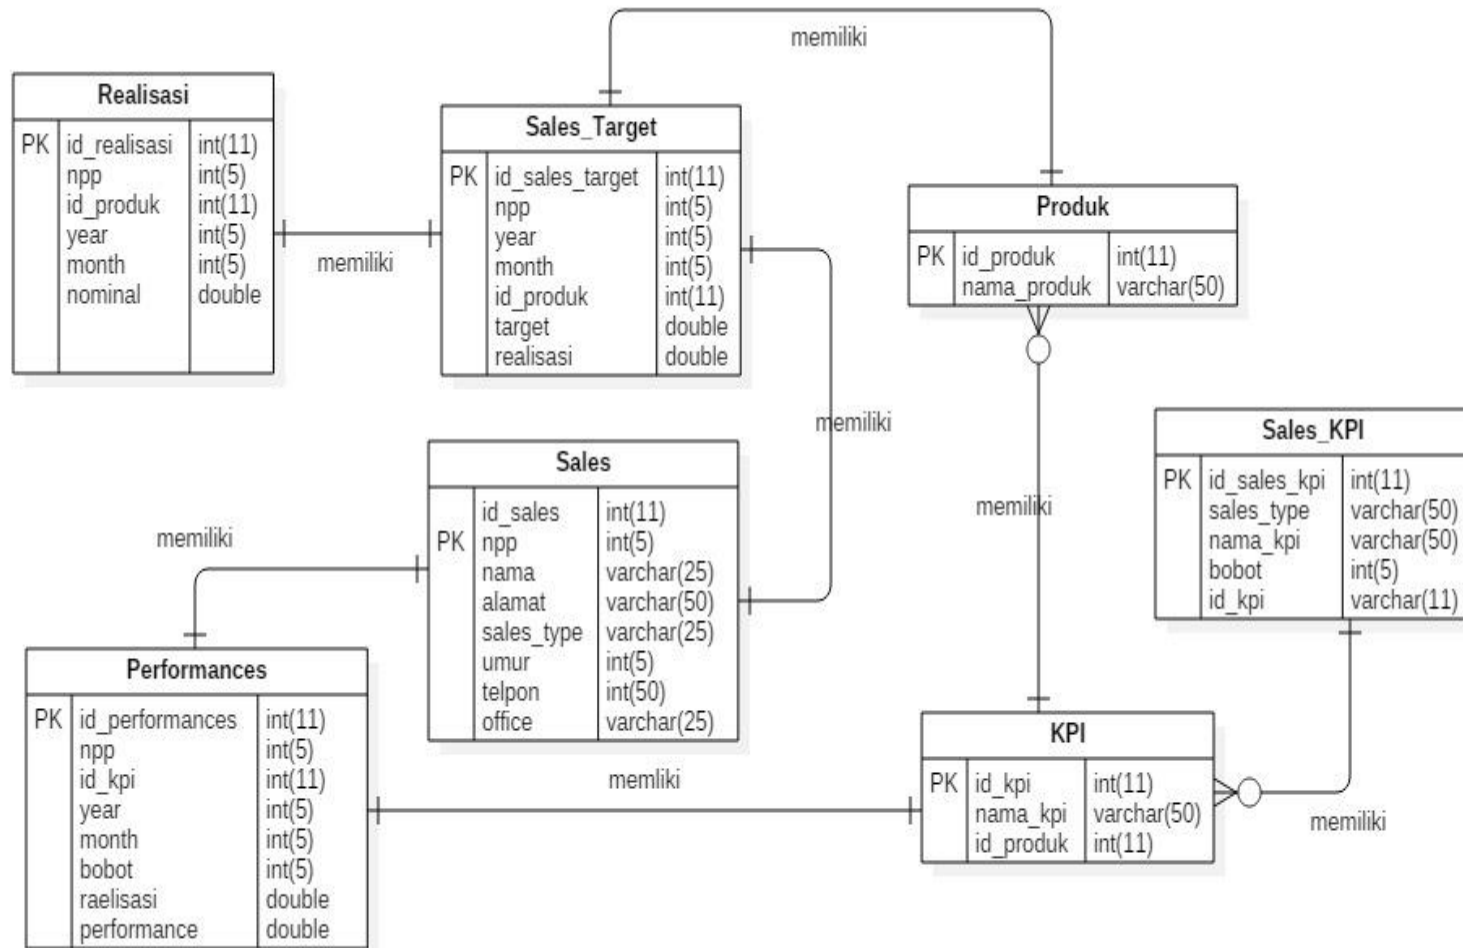 memiliki
Realisasi
PK id_realisasi int(11)
npp int(5)
id_produk int(11)
year int(5)
month int(5)
nominal double
memiliki
Sales_Target
PK id_sales_target int(11)
npp int(5)
year int(5)
month int(5)
id_produk int(11)
target double
realisasi double
Produk
PK id_produk int(11)
nama_produk varchar(50)
memiliki
Sales
id_sales int(11)
PK npp int(5)
nama varchar(25)
alamat varchar(50)
sales_type varchar(25)
umur int(5)
telpon int(50)
office varchar(25)
memiliki
Sales_KPI
PK id_sales_kpi int(11)
sales_type varchar(50)
nama_kpi varchar(50)
bobot int(5)
id_kpi varchar(11)
memiliki
Performances
PK id_performances int(11)
npp int(5)
id_kpi int(11)
year int(5)
month int(5)
bobot int(5)
raelisasi double
performance double
memliki
KPI
PK id_kpi int(11)
nama_kpi varchar(50)
id_produk int(11)
memiliki